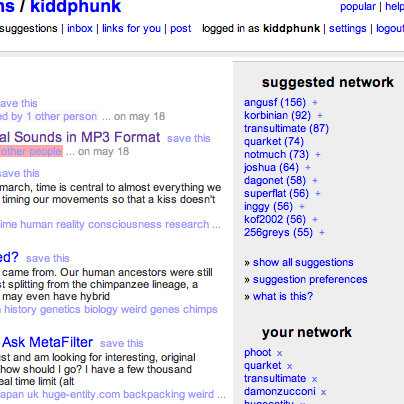 ns / kiddphunk
popular | help
suggestions | inbox | links for you | post logged in as kiddphunk | settings | logout
save this
ed by 1 other person ... on may 18
al Sounds in MP3 Format save this
other people ... on may 18
save this
march, time is central to almost everything we
timing our movements so that a kiss doesn't
time human reality consciousness research ...
ed? save this
came from. Our human ancestors were still
st splitting from the chimpanzee lineage, a
may even have hybrid
history genetics biology weird genes chimps
Ask MetaFilter save this
ust and am looking for interesting, original
how should I go? I have a few thousand
eal time limit (alt
japan uk huge-entity.com backpacking weird ...
suggested network
angusf (156) +
korbinian (92) +
transultimate (87)
quarket (74)
notmuch (73) +
joshua (64) +
dagonet (58) +
superflat (56) +
inggy (56) +
kof2002 (56) +
256greys (55) +
» show all suggestions
» suggestion preferences
» what is this?
your network
phoot x
quarket x
transultimate x
damonzucconi x
hugeentity x